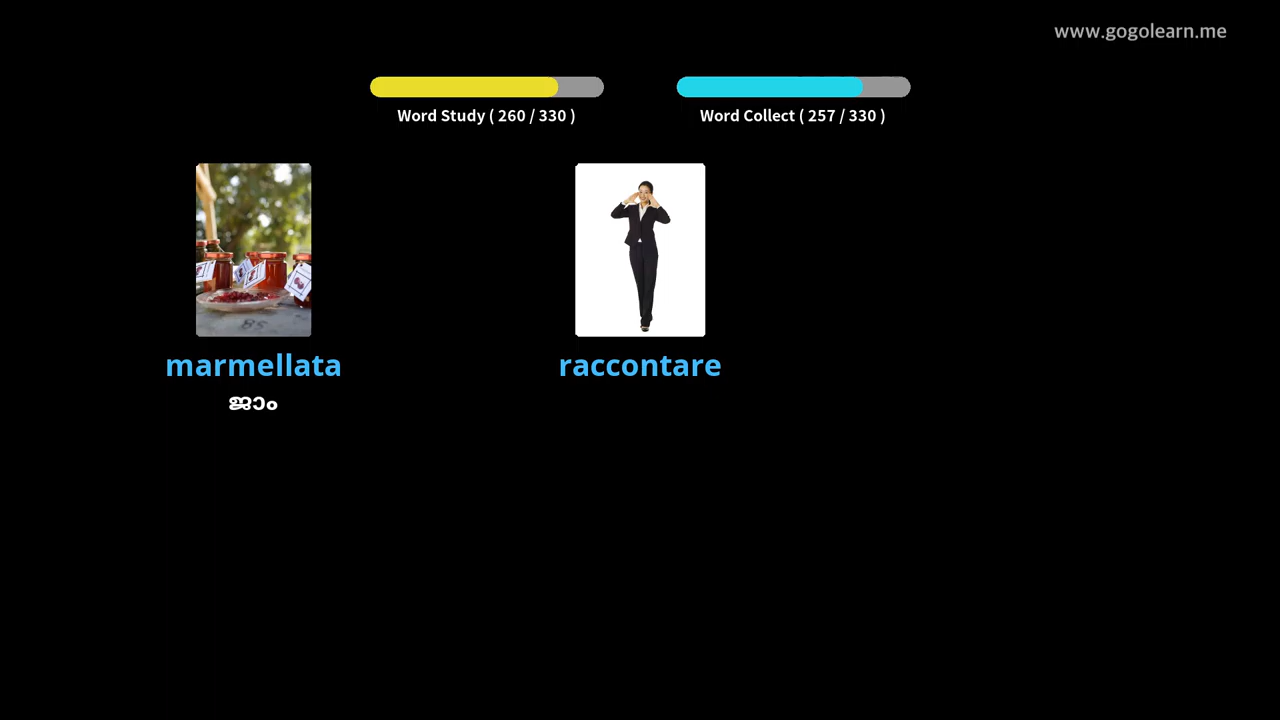 www.gogolearn.me
Word Study ( 260 / 330 )
Word Collect ( 257 / 330 )
marmellata
raccontare
ജാം